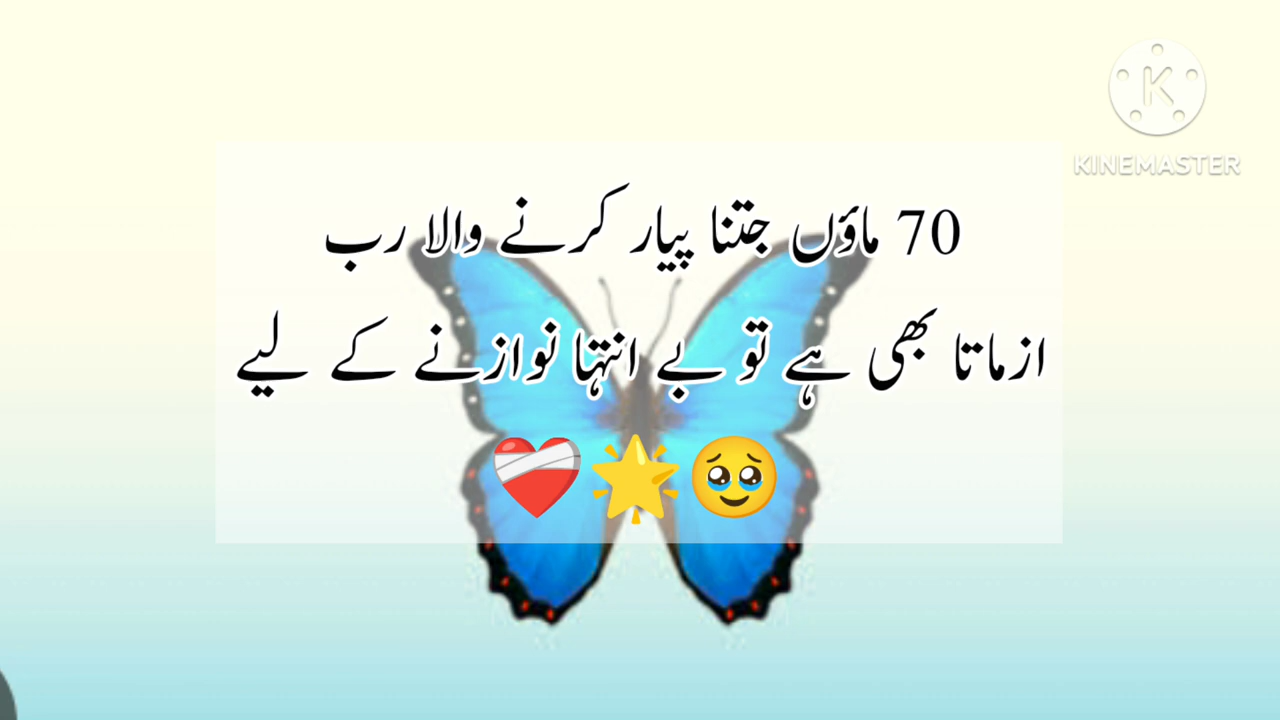 70 ماؤں جتنا پیار کرنے والا رب
ازماتا بھی ہے تو بے انتہا نوازنے کے لیے
🥹🌟❤️‍🩹
K
KINEMASTER